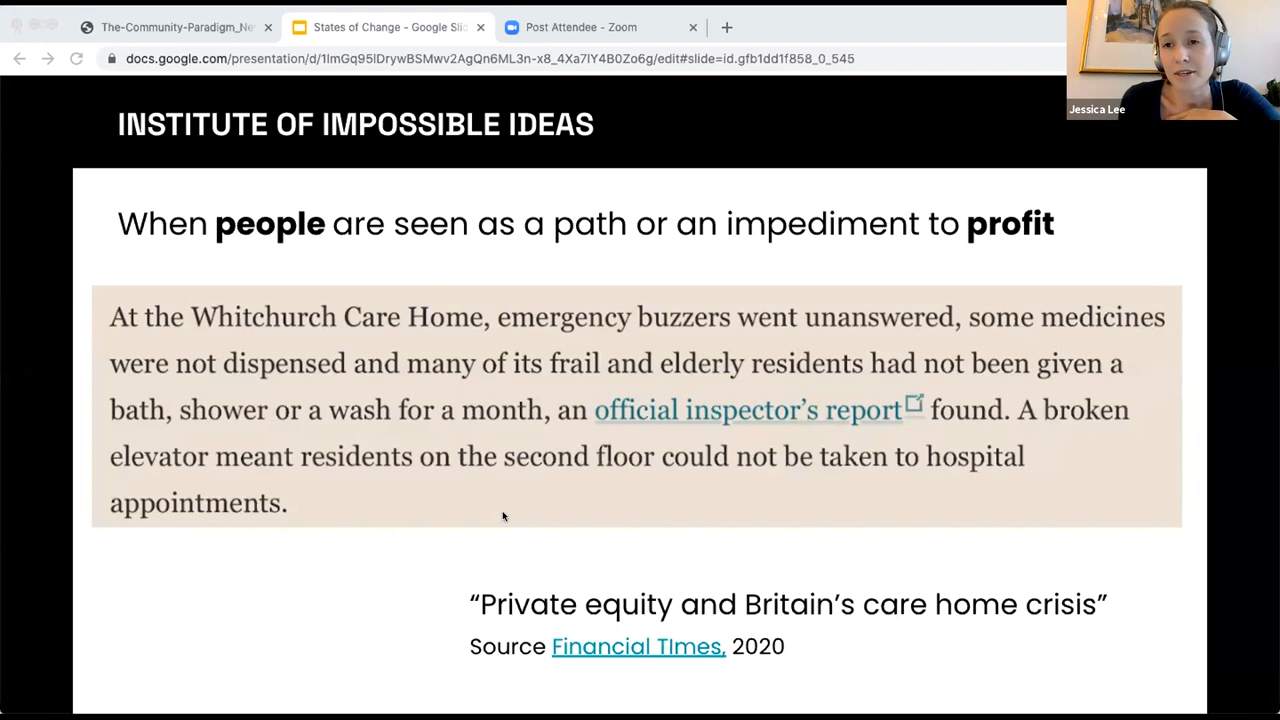 The-Community-Paradigm_Ne
States of Change - Google Slic
Post Attendee - Zoom
docs.google.com/presentation/d/1lmGq95lDrywBSMwv2AgQn6ML3n-x8_4Xa7lY4B0Zo6g/edit#slide=id.gfb1dd1f858_0_545
Jessica Lee
INSTITUTE OF IMPOSSIBLE IDEAS
When people are seen as a path or an impediment to profit
At the Whitchurch Care Home, emergency buzzers went unanswered, some medicines
were not dispensed and many of its frail and elderly residents had not been given a
bath, shower or a wash for a month, an official inspector’s report found. A broken
elevator meant residents on the second floor could not be taken to hospital
appointments.
“Private equity and Britain’s care home crisis”
Source Financial TImes, 2020